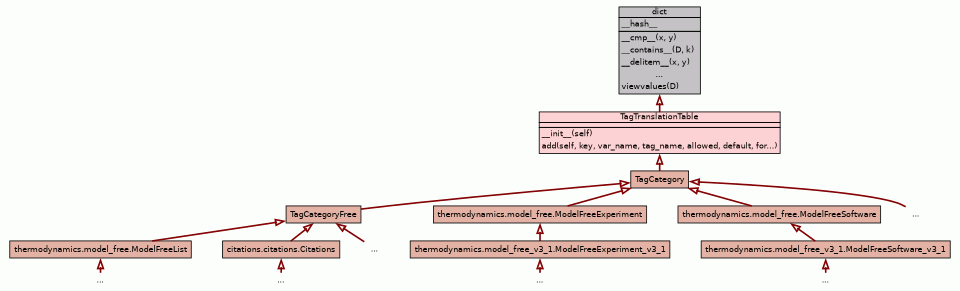 dict
__hash__
__cmp__(x, y)
__contains__(D, k)
__delitem__(x, y)
...
viewvalues(D)
TagTranslationTable
__init__(self)
add(self, key, var_name, tag_name, allowed, default, for...)
TagCategory
TagCategoryFree
thermodynamics.model_free.ModelFreeExperiment
thermodynamics.model_free.ModelFreeSoftware
...
thermodynamics.model_free.ModelFreeList
citations.citations.Citations
...
thermodynamics.model_free_v3_1.ModelFreeExperiment_v3_1
thermodynamics.model_free_v3_1.ModelFreeSoftware_v3_1
...
...
...
...